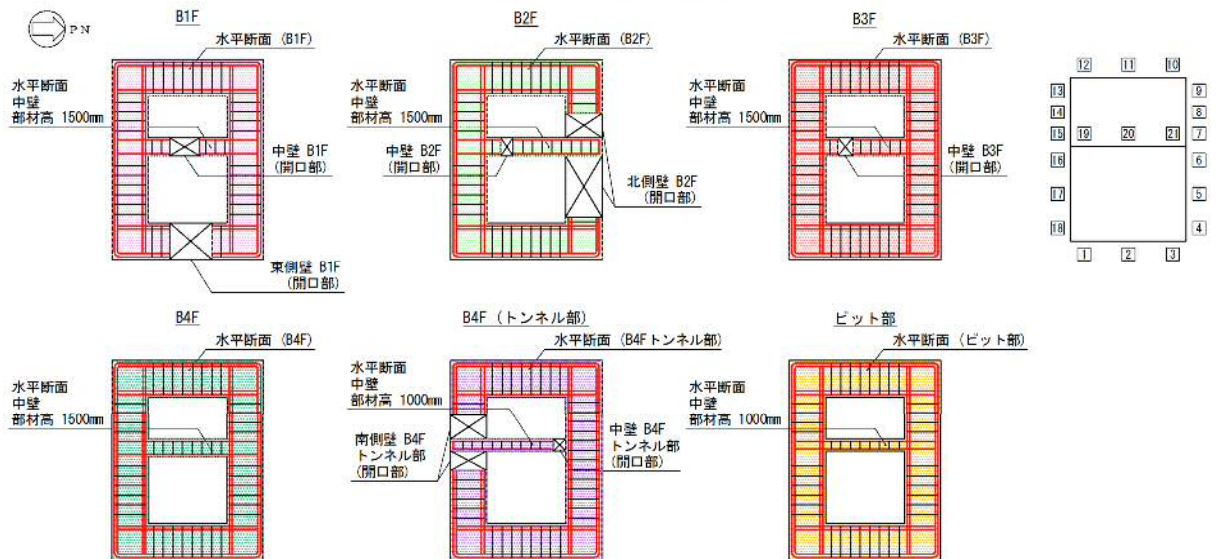 PN
B1F
水平断面 (B1F)
水平断面
中壁
部材高 1500mm
中壁 B1F
(開口部)
東側壁 B1F
(開口部)
B2F
水平断面 (B2F)
水平断面
中壁
部材高 1500mm
中壁 B2F
(開口部)
北側壁 B2F
(開口部)
B3F
水平断面 (B3F)
水平断面
中壁
部材高 1500mm
中壁 B3F
(開口部)
12 11 10
13 9
14 8
15 19 20 21 7
16 6
17 5
18 4
1 2 3
B4F
水平断面 (B4F)
水平断面
中壁
部材高 1500mm
B4F (トンネル部)
水平断面 (B4Fトンネル部)
水平断面
中壁
部材高 1000mm
南側壁 B4F
トンネル部
(開口部)
中壁 B4F
トンネル部
(開口部)
ピット部
水平断面 (ピット部)
水平断面
中壁
部材高 1000mm